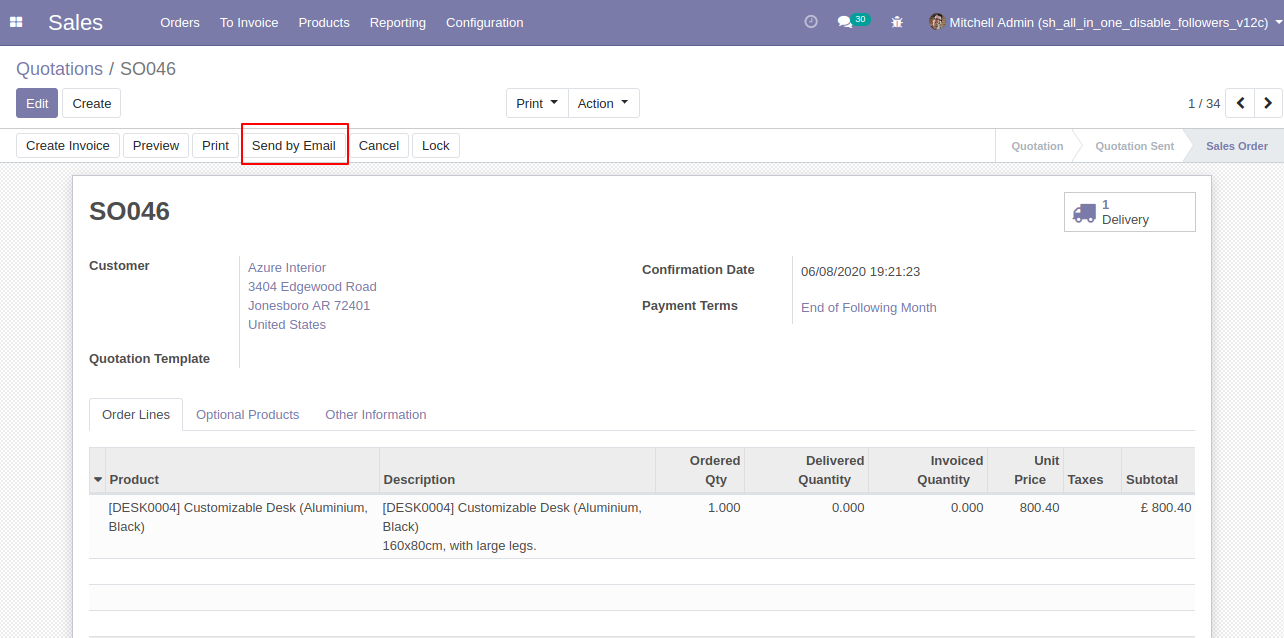 Sales Orders To Invoice Products Reporting Configuration 30 Mitchell Admin (sh_all_in_one_disable_followers_v12c)
Quotations / SO046
Edit Create Print Action 1 / 34
Create Invoice Preview Print Send by Email Cancel Lock Quotation Quotation Sent Sales Order
SO046
1
Delivery
Customer
Azure Interior
3404 Edgewood Road
Jonesboro AR 72401
United States
Quotation Template
Confirmation Date 06/08/2020 19:21:23
Payment Terms End of Following Month
Order Lines Optional Products Other Information
Product Description Ordered Qty Delivered Quantity Invoiced Quantity Unit Price Taxes Subtotal
[DESK0004] Customizable Desk (Aluminium, [DESK0004] Customizable Desk (Aluminium, 1.000 0.000 0.000 800.40 £ 800.40
Black) Black)
160x80cm, with large legs.